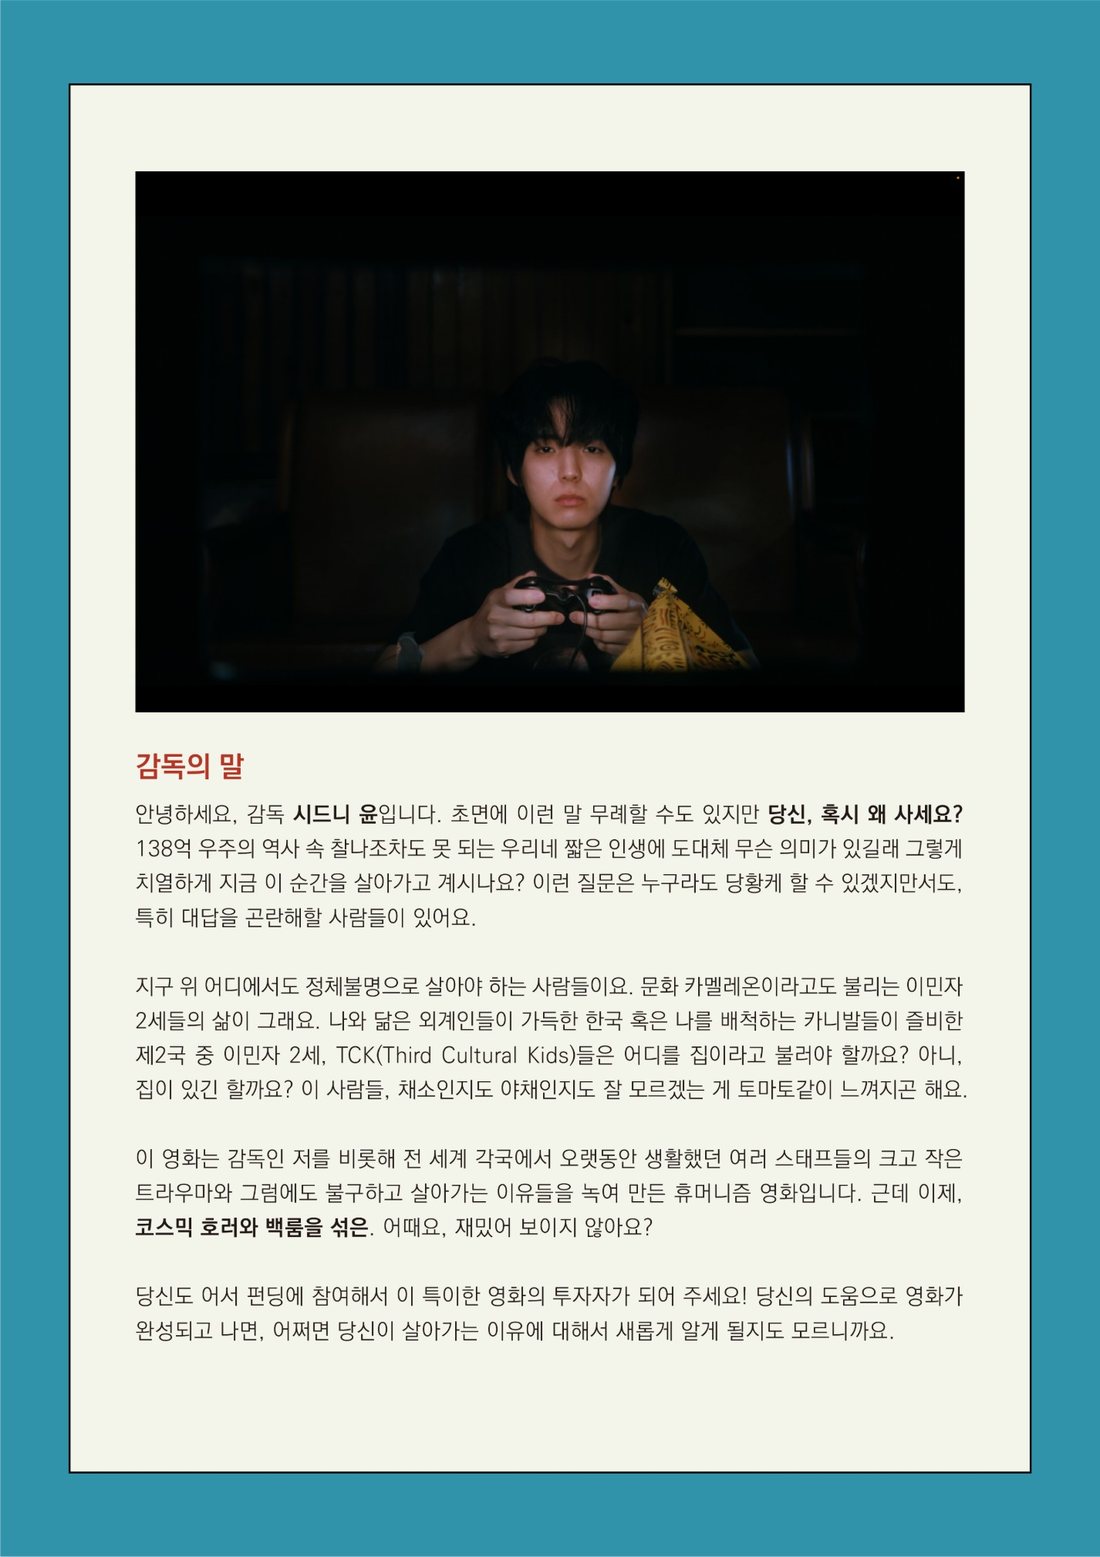 감독의 말
안녕하세요, 감독 시드니 윤입니다. 초면에 이런 말 무례할 수도 있지만 당신, 혹시 왜 사세요?
138억 우주의 역사 속 찰나조차도 못 되는 우리네 짧은 인생에 도대체 무슨 의미가 있길래 그렇게
치열하게 지금 이 순간을 살아가고 계시나요? 이런 질문은 누구라도 당황케 할 수 있겠지만서도,
특히 대답을 곤란해할 사람들이 있어요.
지구 위 어디에서도 정체불명으로 살아야 하는 사람들이요. 문화 카멜레온이라고도 불리는 이민자
2세들의 삶이 그래요. 나와 닮은 외계인들이 가득한 한국 혹은 나를 배척하는 카니발들이 즐비한
제2국 중 이민자 2세, TCK(Third Cultural Kids)들은 어디를 집이라고 불러야 할까요? 아니,
집이 있긴 할까요? 이 사람들, 채소인지도 야채인지도 잘 모르겠는 게 토마토같이 느껴지곤 해요.
이 영화는 감독인 저를 비롯해 전 세계 각국에서 오랫동안 생활했던 여러 스태프들의 크고 작은
트라우마와 그럼에도 불구하고 살아가는 이유들을 녹여 만든 휴머니즘 영화입니다. 근데 이제,
코스믹 호러와 백룸을 섞은. 어때요, 재밌어 보이지 않아요?
당신도 어서 펀딩에 참여해서 이 특이한 영화의 투자자가 되어 주세요! 당신의 도움으로 영화가
완성되고 나면, 어쩌면 당신이 살아가는 이유에 대해서 새롭게 알게 될지도 모르니까요.